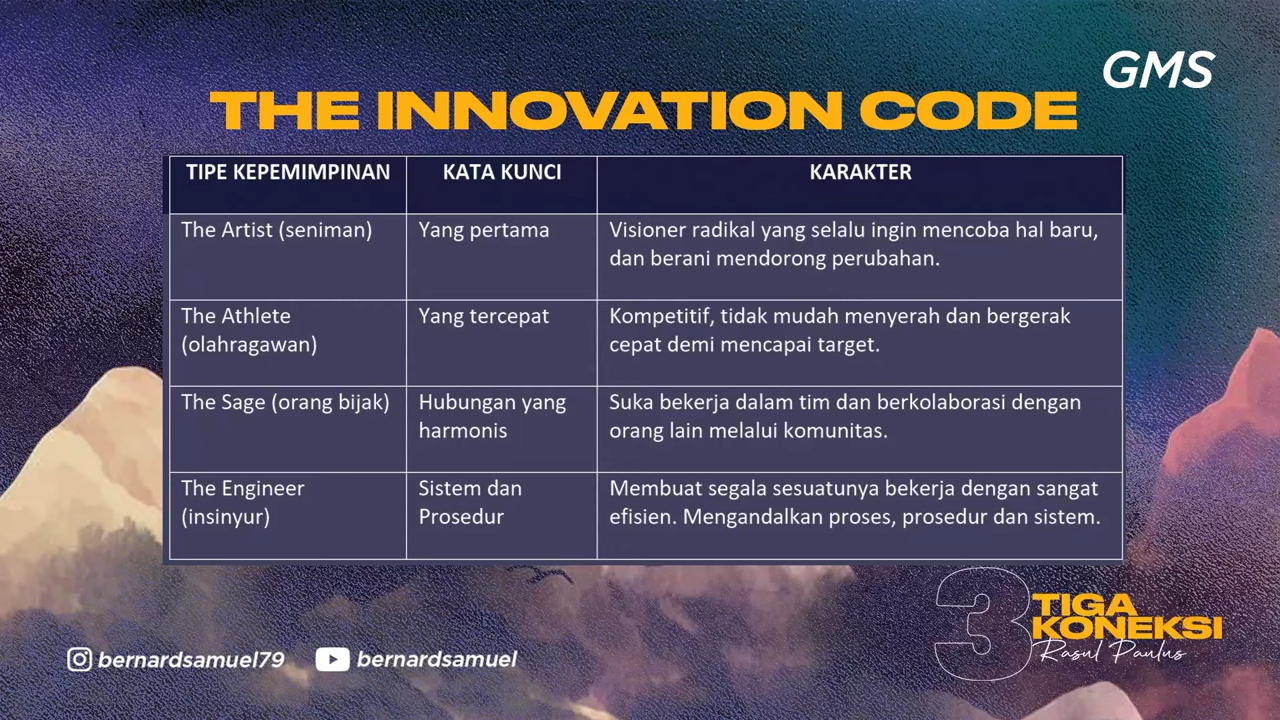 GMS
THE INNOVATION CODE
TIPE KEPEMIMPINAN
KATA KUNCI
KARAKTER
The Artist (seniman)
Yang pertama
Visioner radikal yang selalu ingin mencoba hal baru,
dan berani mendorong perubahan.
The Athlete
(olahragawan)
Yang tercepat
Kompetitif, tidak mudah menyerah dan bergerak
cepat demi mencapai target.
The Sage (orang bijak)
Hubungan yang
harmonis
Suka bekerja dalam tim dan berkolaborasi dengan
orang lain melalui komunitas.
The Engineer
(insinyur)
Sistem dan
Prosedur
Membuat segala sesuatunya bekerja dengan sangat
efisien. Mengandalkan proses, prosedur dan sistem.
3
TIGA
KONEKSI
Rasul Paulus
bernardsamuel79
bernardsamuel